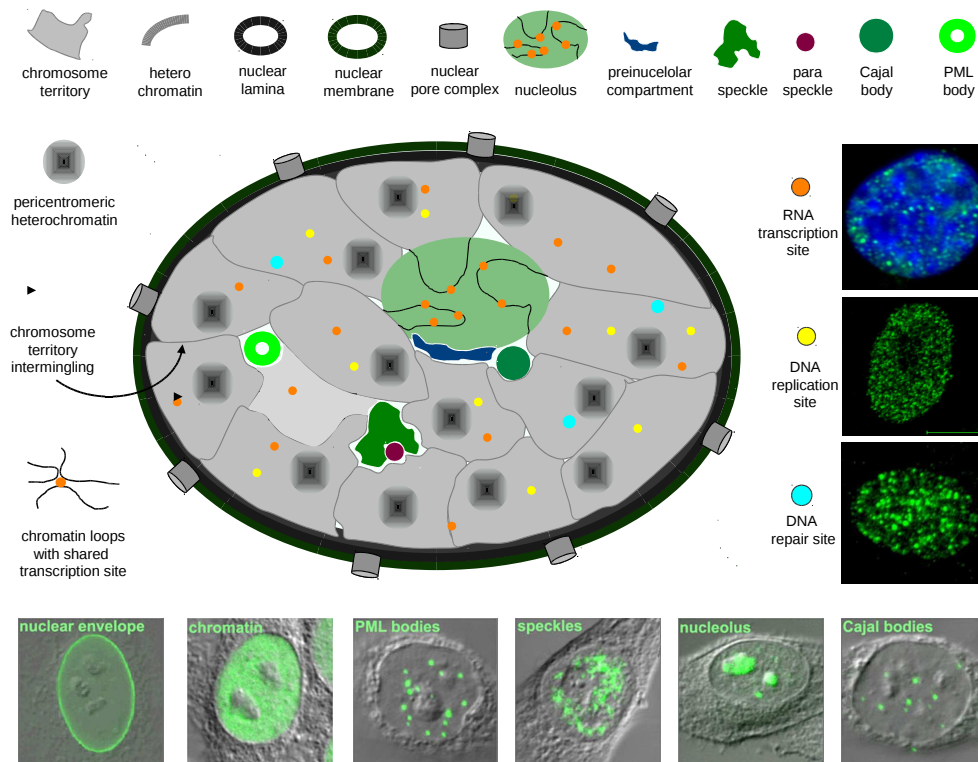 chromosome
territory
hetero
chromatin
nuclear
lamina
nuclear
membrane
nuclear
pore complex
nucleolus
preinucelolar
compartment
speckle
para
speckle
Cajal
body
PML
body
pericentromeric
heterochromatin
chromosome
territory
intermingling
chromatin loops
with shared
transcription site
RNA
transcription
site
DNA
replication
site
DNA
repair site
nuclear envelope
chromatin
PML bodies
speckles
nucleolus
Cajal bodies